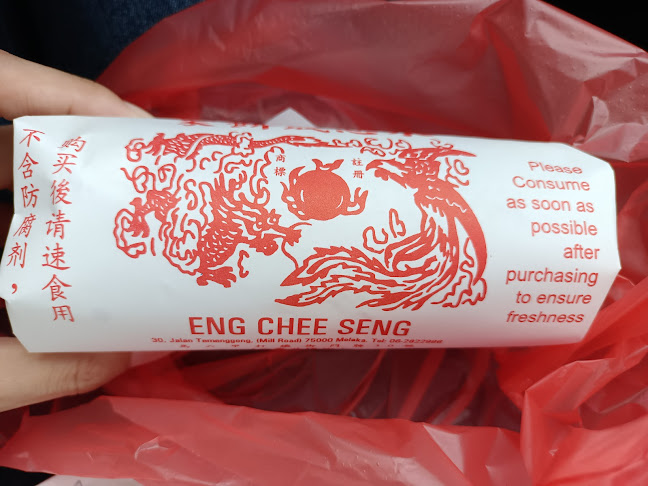 不含防腐剂，
购买後请速食用
商標
註冊
Please
Consume
as soon as
possible
after
purchasing
to ensure
freshness
ENG CHEE SENG
30, Jalan Temenggong, (Mill Road) 75000 Melaka. Tel: 06-2822666